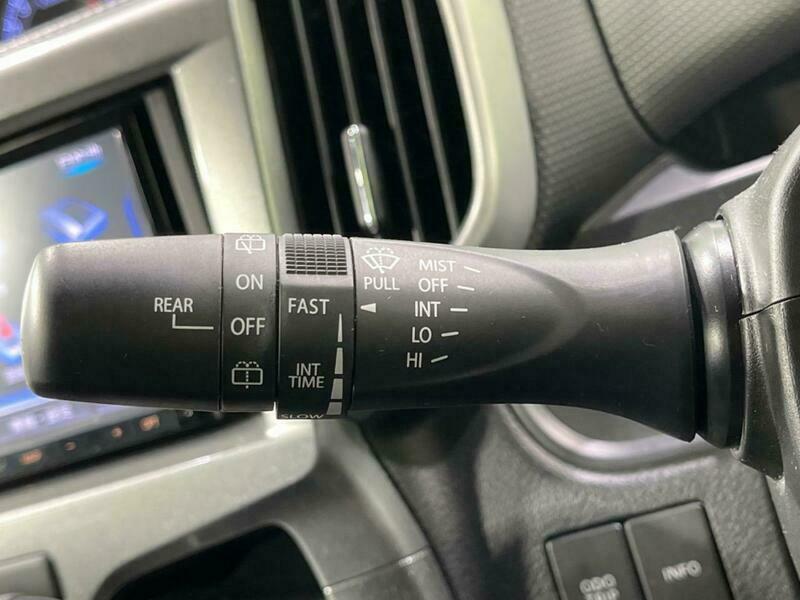 REAR
ON
OFF
FAST
INT
TIME
SLOW
PULL
MIST
OFF
INT
LO
HI
ODO
TRIP
INFO